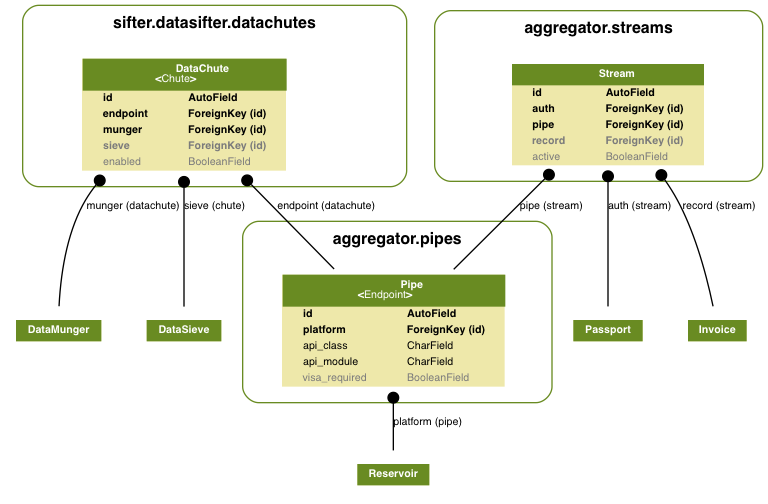 sifter.datasifter.datachutes
DataChute
<Chute>
id AutoField
endpoint ForeignKey (id)
munger ForeignKey (id)
sieve ForeignKey (id)
enabled BooleanField
aggregator.streams
Stream
id AutoField
auth ForeignKey (id)
pipe ForeignKey (id)
record ForeignKey (id)
active BooleanField
munger (datachute)
sieve (chute)
endpoint (datachute)
pipe (stream)
auth (stream)
record (stream)
aggregator.pipes
Pipe
<Endpoint>
id AutoField
platform ForeignKey (id)
api_class CharField
api_module CharField
visa_required BooleanField
DataMunger
DataSieve
Passport
Invoice
platform (pipe)
Reservoir